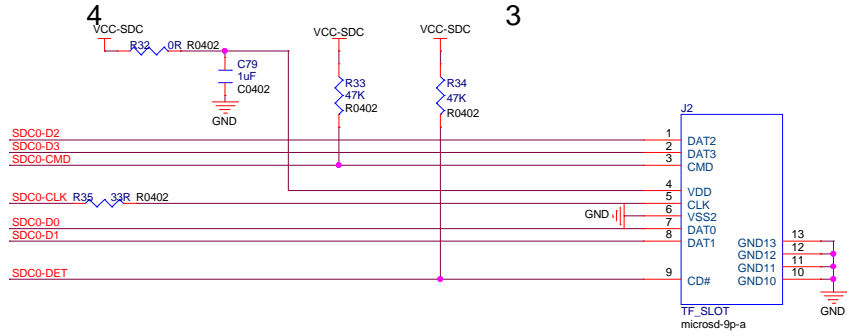 4
3
VCC-SDC
R32 0R R0402
C79
1uF
C0402
GND
VCC-SDC
R33
47K
R0402
VCC-SDC
R34
47K
R0402
J2
SDC0-D2 1 DAT2
SDC0-D3 2 DAT3
SDC0-CMD 3 CMD
4 VDD
SDC0-CLK R35 33R R0402 5 CLK
GND 6 VSS2
SDC0-D0 7 DAT0
SDC0-D1 8 DAT1
GND13 13
GND12 12
GND11 11
SDC0-DET 9 CD# GND10 10
GND
TF_SLOT
microsd-9p-a